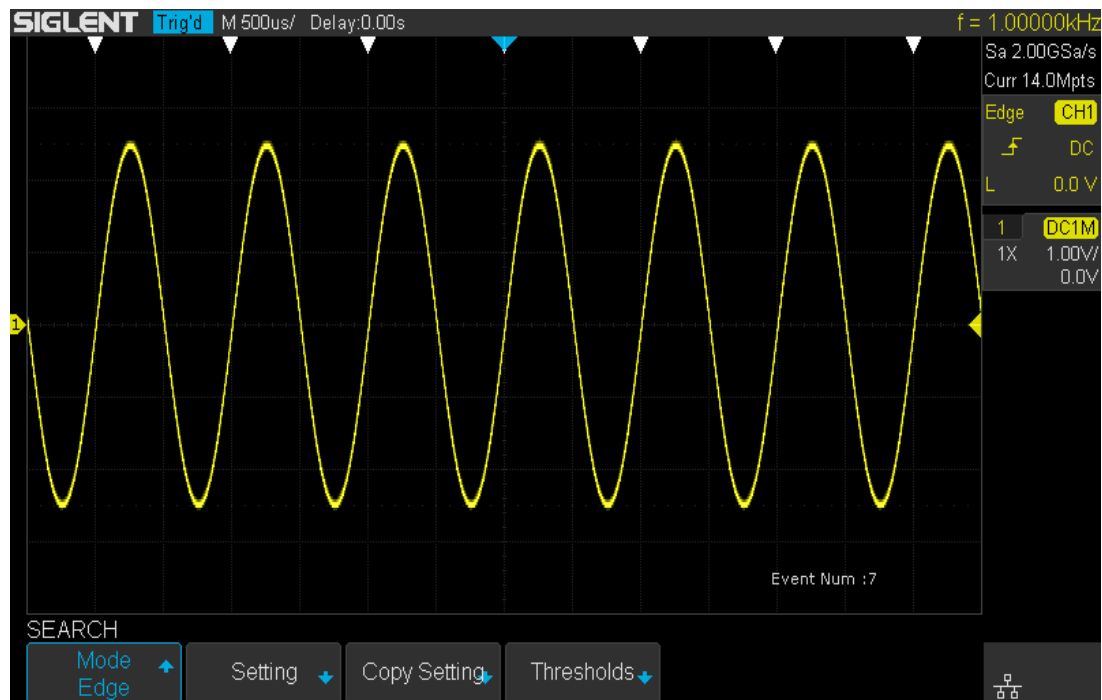 SIGLENT Trig'd M 500us/ Delay:0.00s f = 1.00000kHz
Sa 2.00GSa/s
Curr 14.0Mpts
Edge CH1
DC
L 0.0 V
1 DC1M
1X 1.00V/
0.0V
1
Event Num :7
SEARCH
Mode Setting Copy Setting Thresholds
Edge